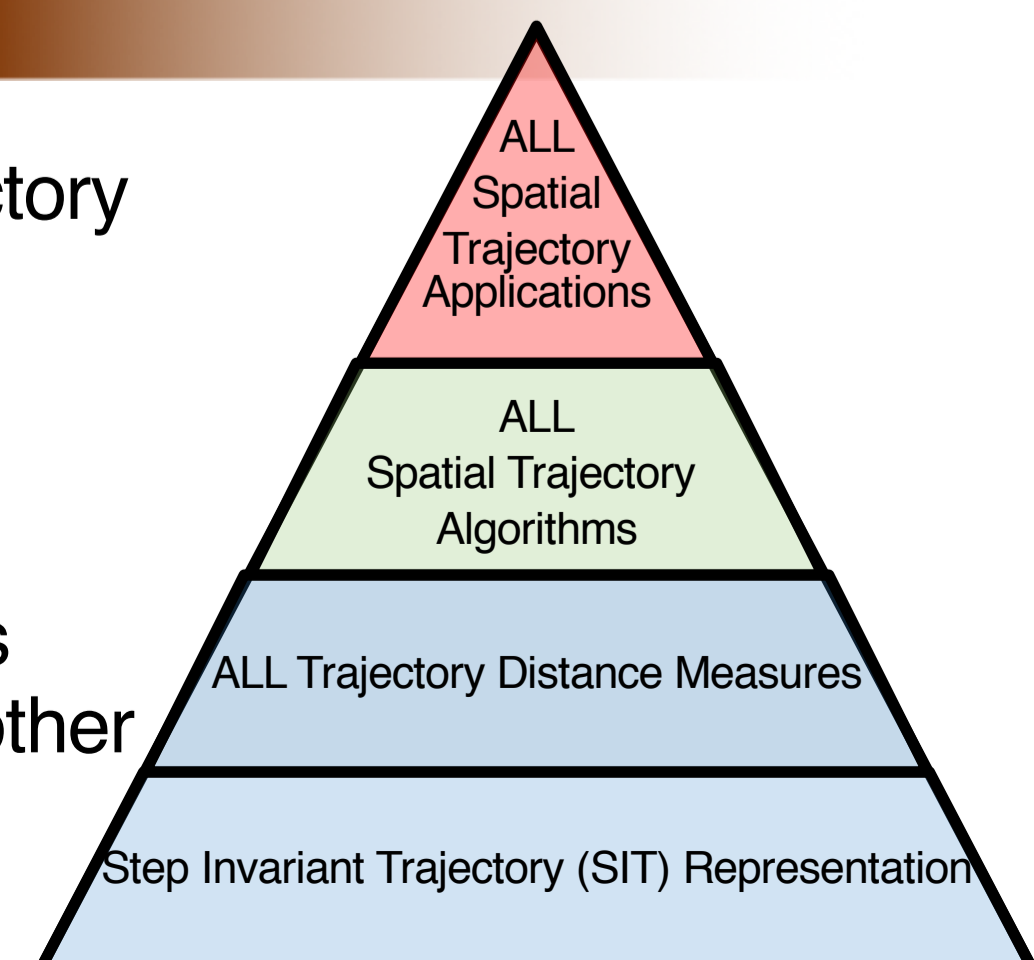 ctory
ALL
Spatial
Trajectory
Applications
ALL
Spatial Trajectory
Algorithms
s
other
ALL Trajectory Distance Measures
Step Invariant Trajectory (SIT) Representation